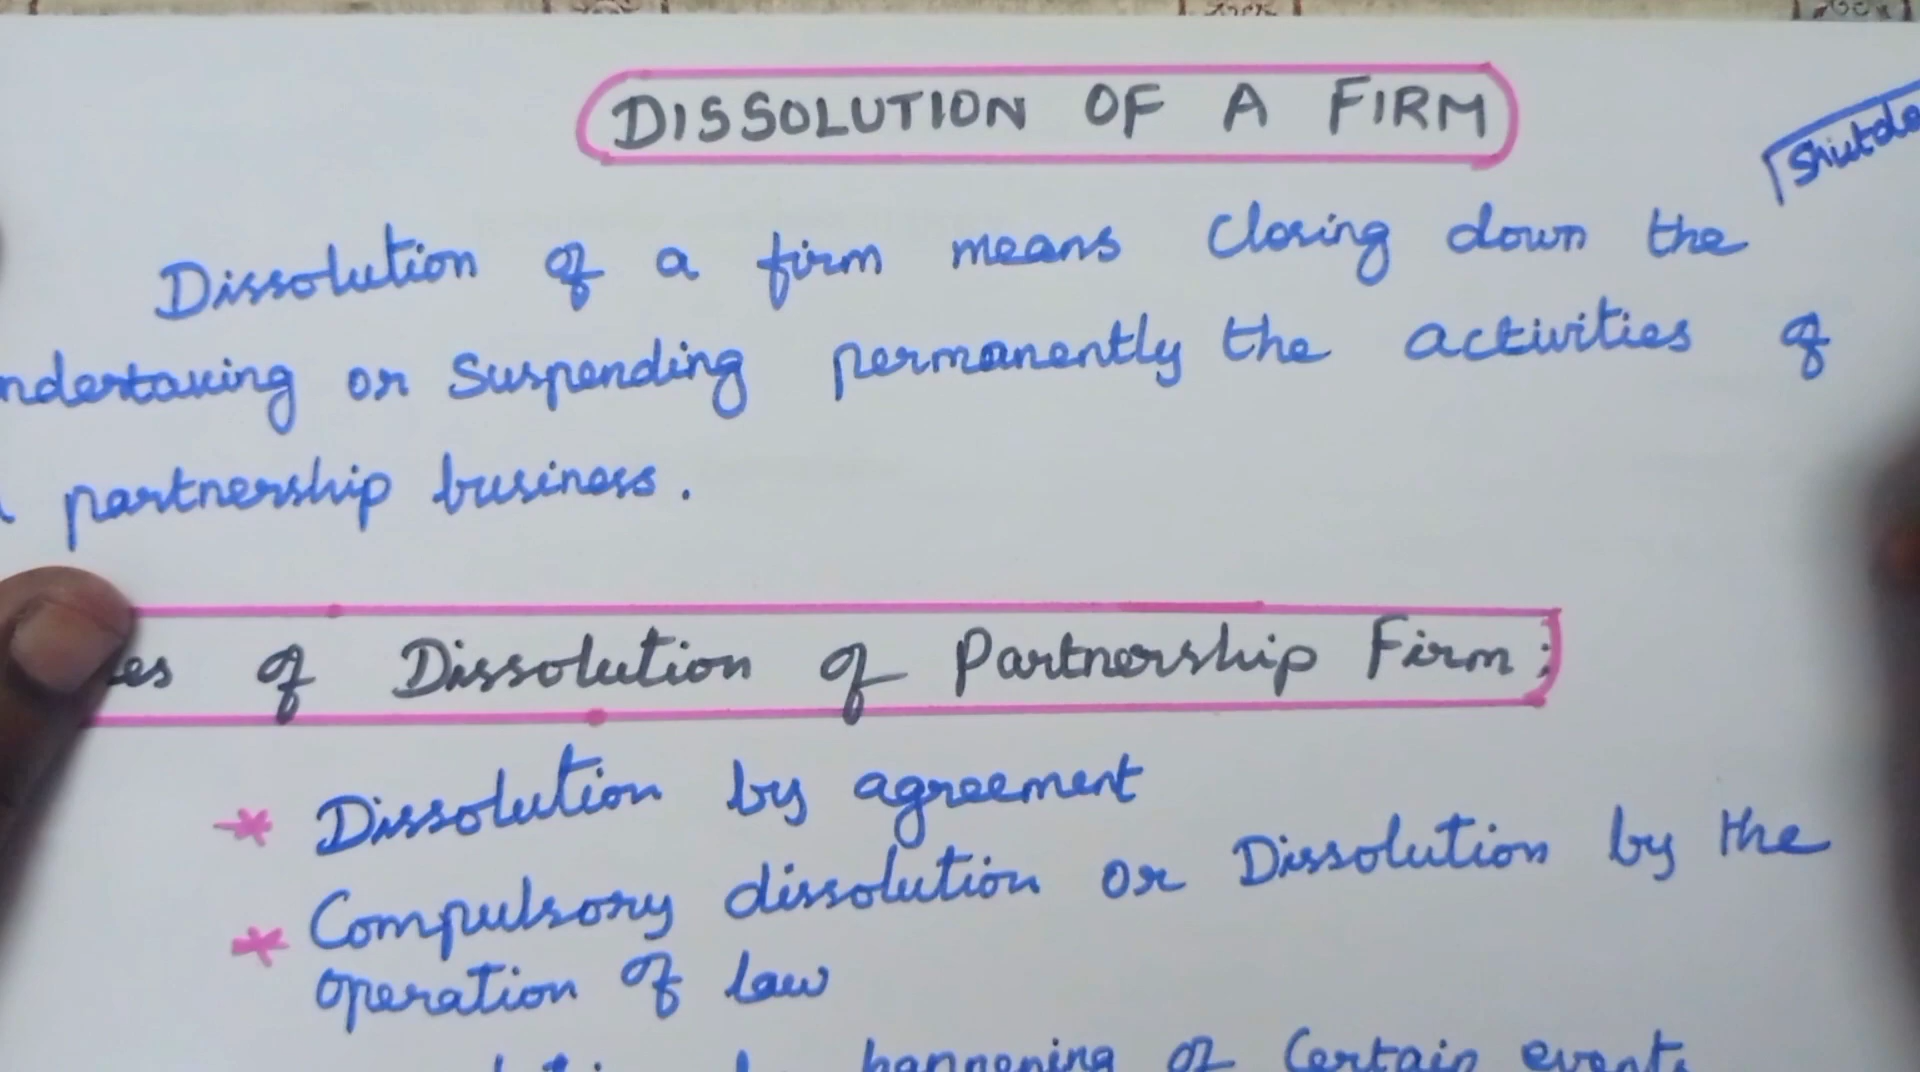 DISSOLUTION OF A FIRM
Dissolution of a firm means closing down the
ndertaking or Suspending permanently the activities of
partnership business.
es of Dissolution of Partnership Firm:
* Dissolution by agreement
* Compulsory dissolution or Dissolution by the
operation of law
happening of Certain events